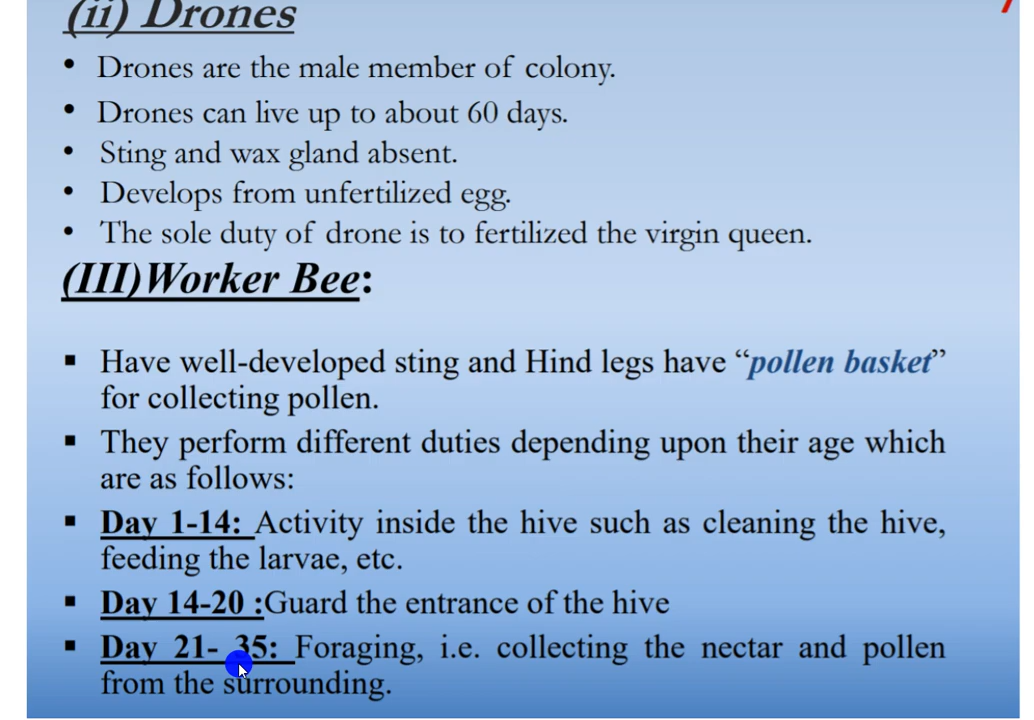 (ii) Drones
• Drones are the male member of colony.
• Drones can live up to about 60 days.
• Sting and wax gland absent.
• Develops from unfertilized egg.
• The sole duty of drone is to fertilized the virgin queen.
(III)Worker Bee:
▪ Have well-developed sting and Hind legs have “pollen basket”
for collecting pollen.
▪ They perform different duties depending upon their age which
are as follows:
▪ Day 1-14: Activity inside the hive such as cleaning the hive,
feeding the larvae, etc.
▪ Day 14-20 :Guard the entrance of the hive
▪ Day 21- 35: Foraging, i.e. collecting the nectar and pollen
from the surrounding.